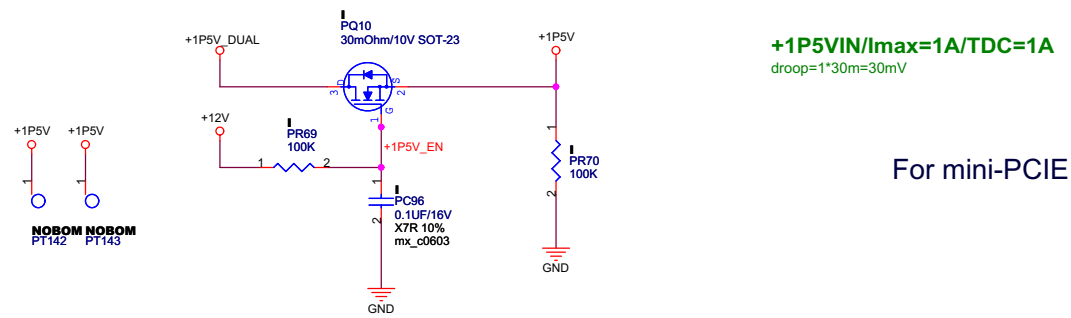 PQ10
30mOhm/10V SOT-23
+1P5V_DUAL
+1P5V
+1P5VIN/Imax=1A/TDC=1A
droop=1*30m=30mV
D
3
S
2
G
1
+12V
PR69
100K
1
2
+1P5V_EN
+1P5V
+1P5V
1
1
NOBOM
PT142
NOBOM
PT143
1
PR70
100K
2
For mini-PCIE
1
PC96
0.1UF/16V
X7R 10%
mx_c0603
2
GND
GND